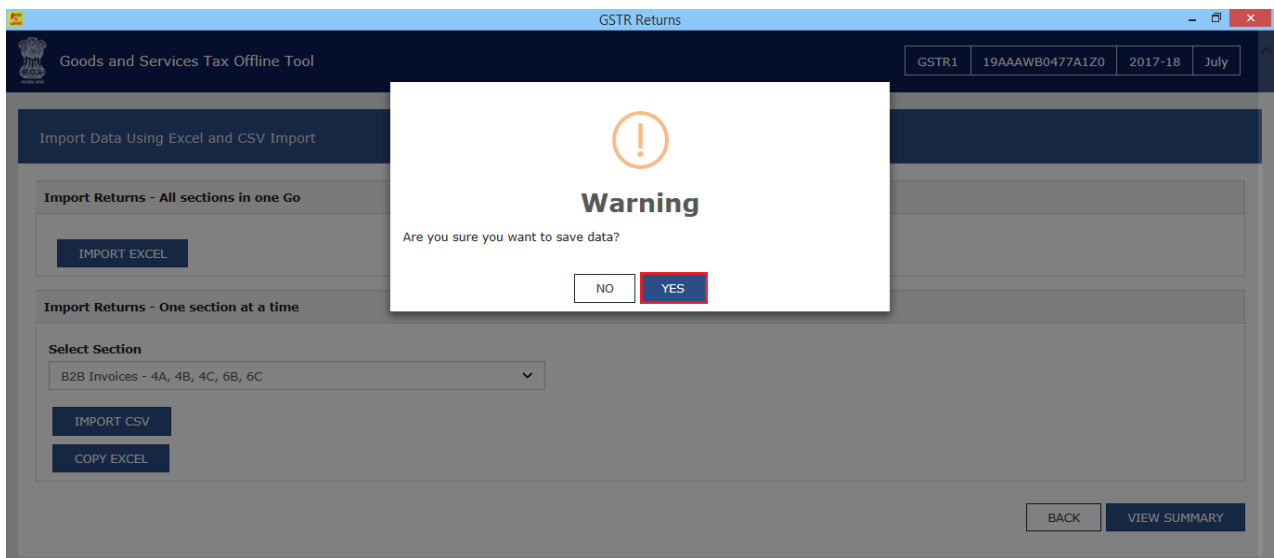 GSTR Returns
Goods and Services Tax Offline Tool
GSTR1 19AAAWB0477A1Z0 2017-18 July
Import Data Using Excel and CSV Import
Warning
Are you sure you want to save data?
NO YES
Import Returns - All sections in one Go
IMPORT EXCEL
Import Returns - One section at a time
Select Section
B2B Invoices - 4A, 4B, 4C, 6B, 6C
IMPORT CSV
COPY EXCEL
BACK VIEW SUMMARY